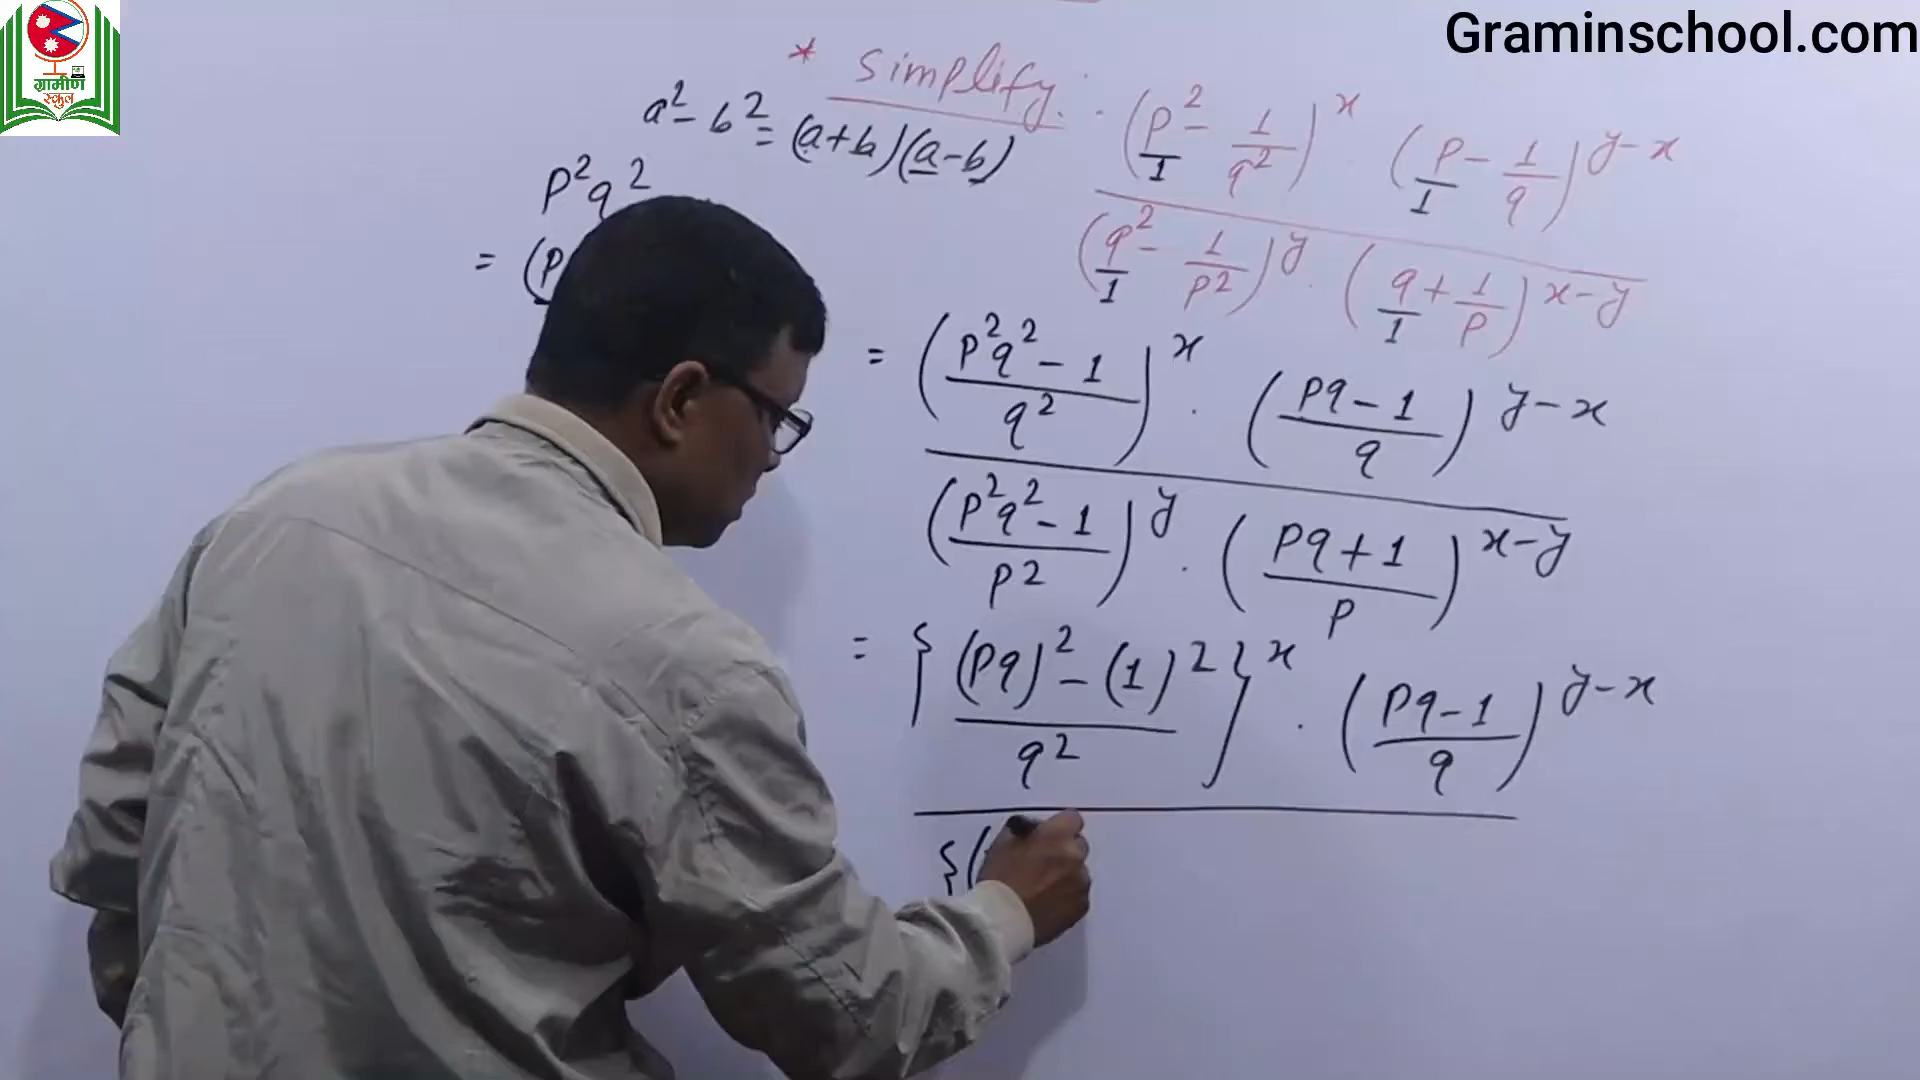 Graminschool.com
ग्रामीण
स्कुल
* Simplify: (p²/1 - 1/q²)^x . (p/1 - 1/q)^(y-x)
(q²/1 - 1/p²)^y . (q/1 + 1/p)^(x-y)
a² - b² = (a+b)(a-b)
p²q²
= (p
= ((p²q² - 1)/q²)^x . ((pq - 1)/q)^(y-x)
((p²q² - 1)/p²)^y . ((pq + 1)/p)^(x-y)
= {((pq)² - (1)²)/q²}^x . ((pq - 1)/q)^(y-x)
{(